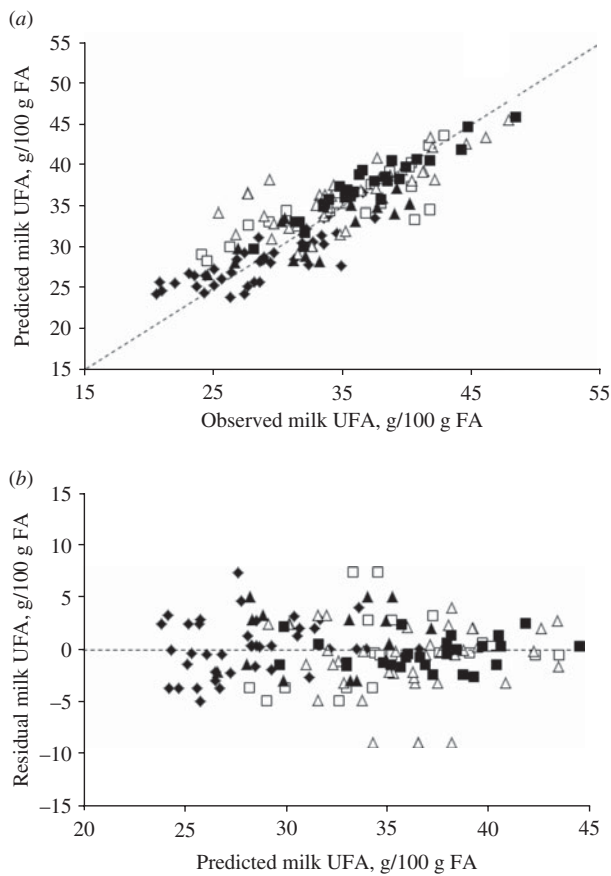 (a)
55
50
45
40
35
30
25
20
15
Predicted milk UFA, g/100 g FA
15 25 35 45 55
Observed milk UFA, g/100 g FA
(b)
15
10
5
0
–5
–10
–15
Residual milk UFA, g/100 g FA
20 25 30 35 40 45
Predicted milk UFA, g/100 g FA